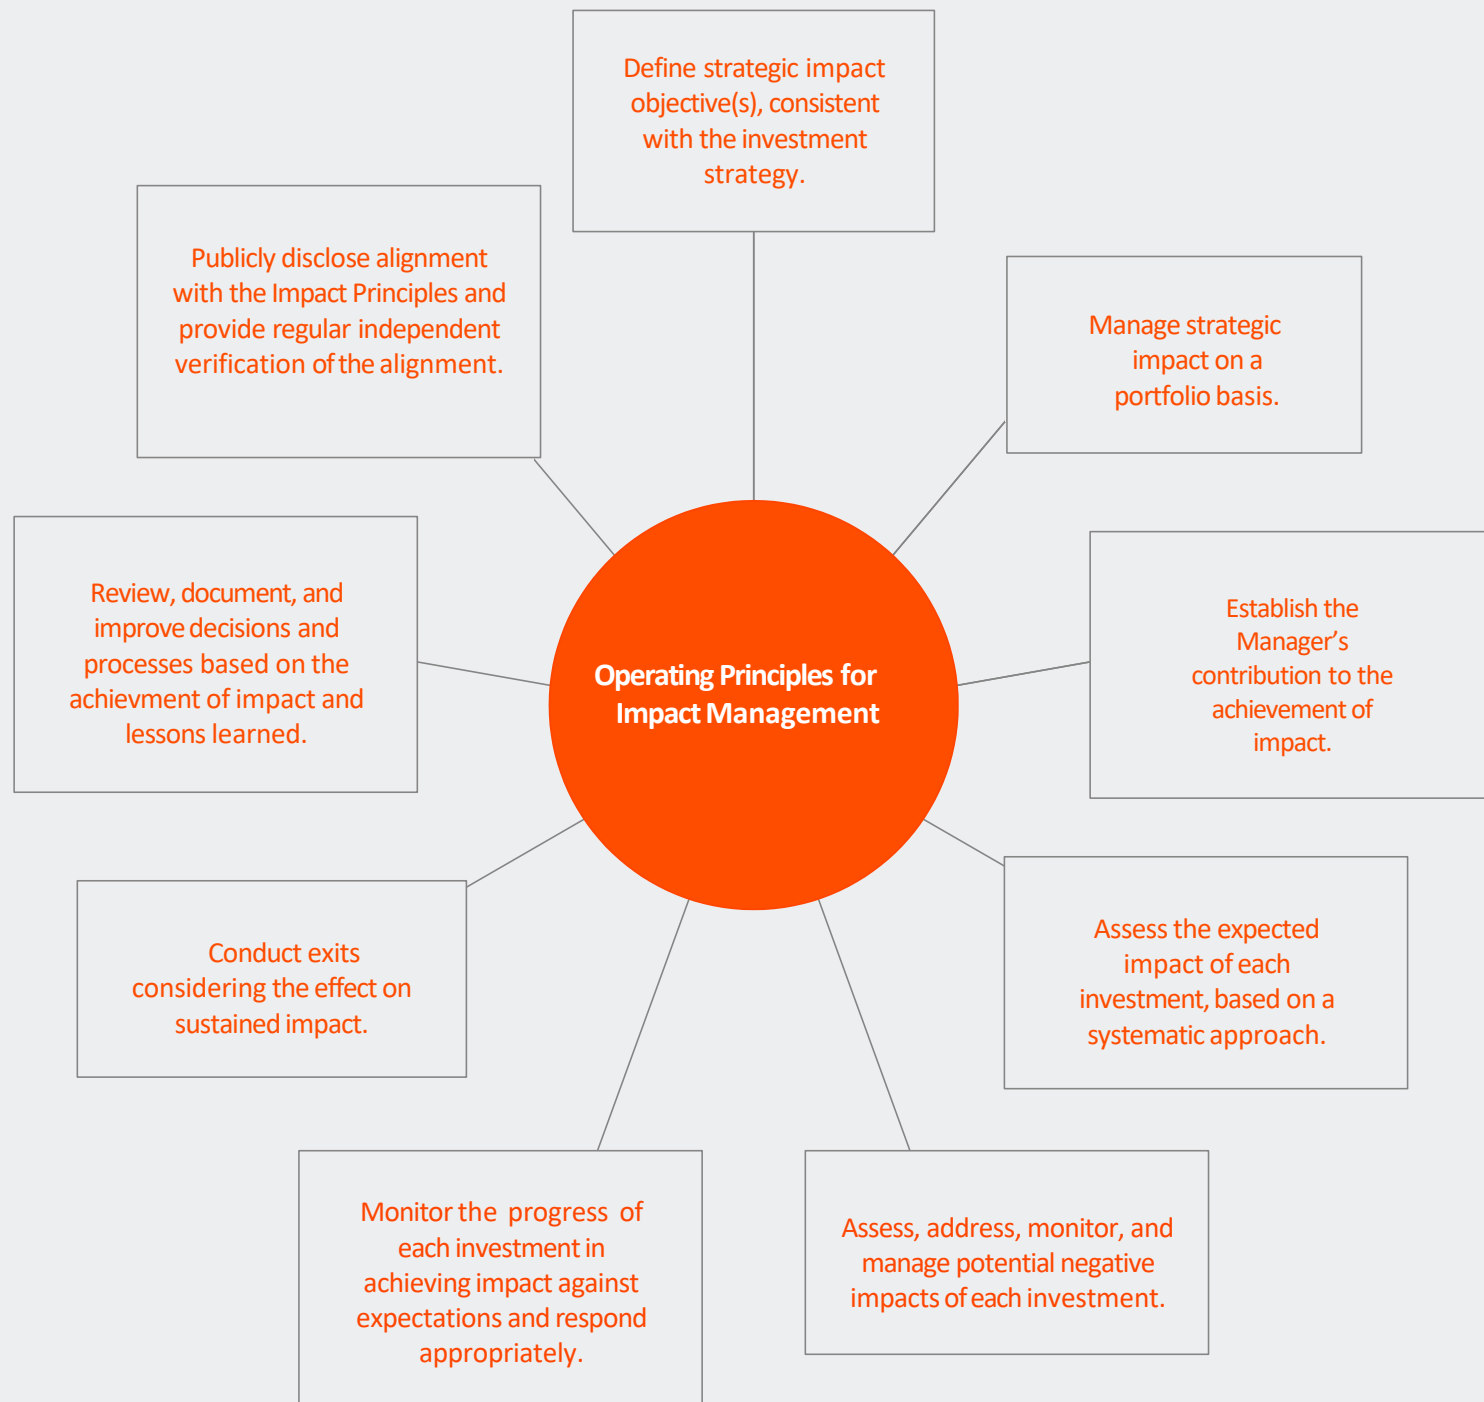 Define strategic impact
objective(s), consistent
with the investment
strategy.
Manage strategic
impact on a
portfolio basis.
Establish the
Manager’s
contribution to the
achievement of
impact.
Assess the expected
impact of each
investment, based on a
systematic approach.
Assess, address, monitor, and
manage potential negative
impacts of each investment.
Monitor the progress of
each investment in
achieving impact against
expectations and respond
appropriately.
Conduct exits
considering the effect on
sustained impact.
Review, document, and
improve decisions and
processes based on the
achievment of impact and
lessons learned.
Publicly disclose alignment
with the Impact Principles and
provide regular independent
verification of the alignment.
Operating Principles for
Impact Management